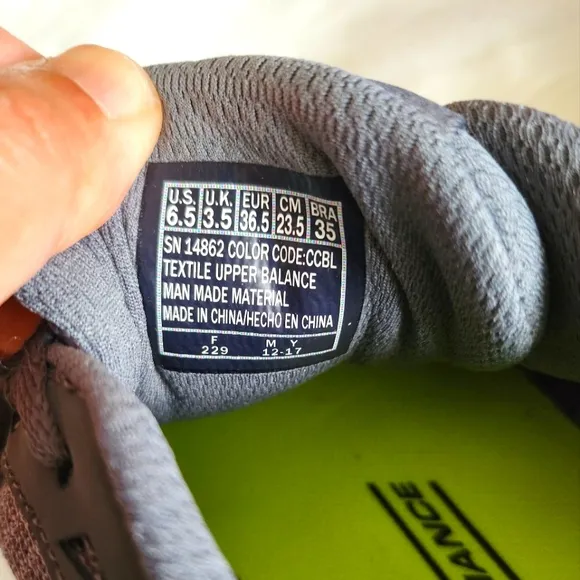 U.S. U.K. EUR CM BRA
6.5 3.5 36.5 23.5 35
SN 14862 COLOR CODE:CCBL
TEXTILE UPPER BALANCE
MAN MADE MATERIAL
MADE IN CHINA/HECHO EN CHINA
F M Y
229 12-17
MANCE